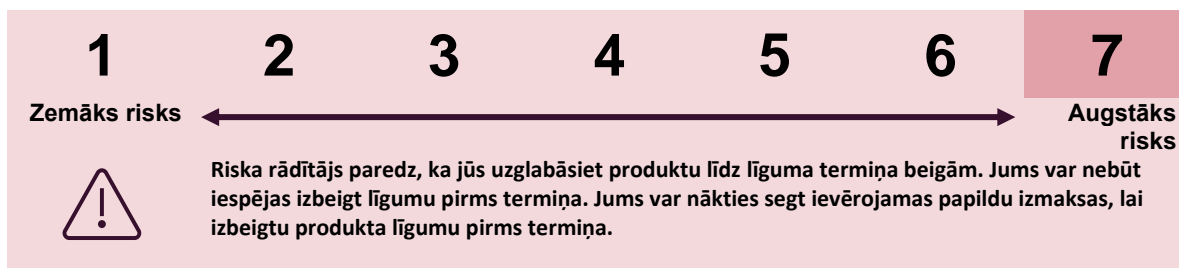 1 2 3 4 5 6 7
Zemāks risks Augstāks
risks
Riska rādītājs paredz, ka jūs uzglabāsiet produktu līdz līguma termiņa beigām. Jums var nebūt
iespējas izbeigt līgumu pirms termiņa. Jums var nākties segt ievērojamas papildu izmaksas, lai
izbeigtu produkta līgumu pirms termiņa.